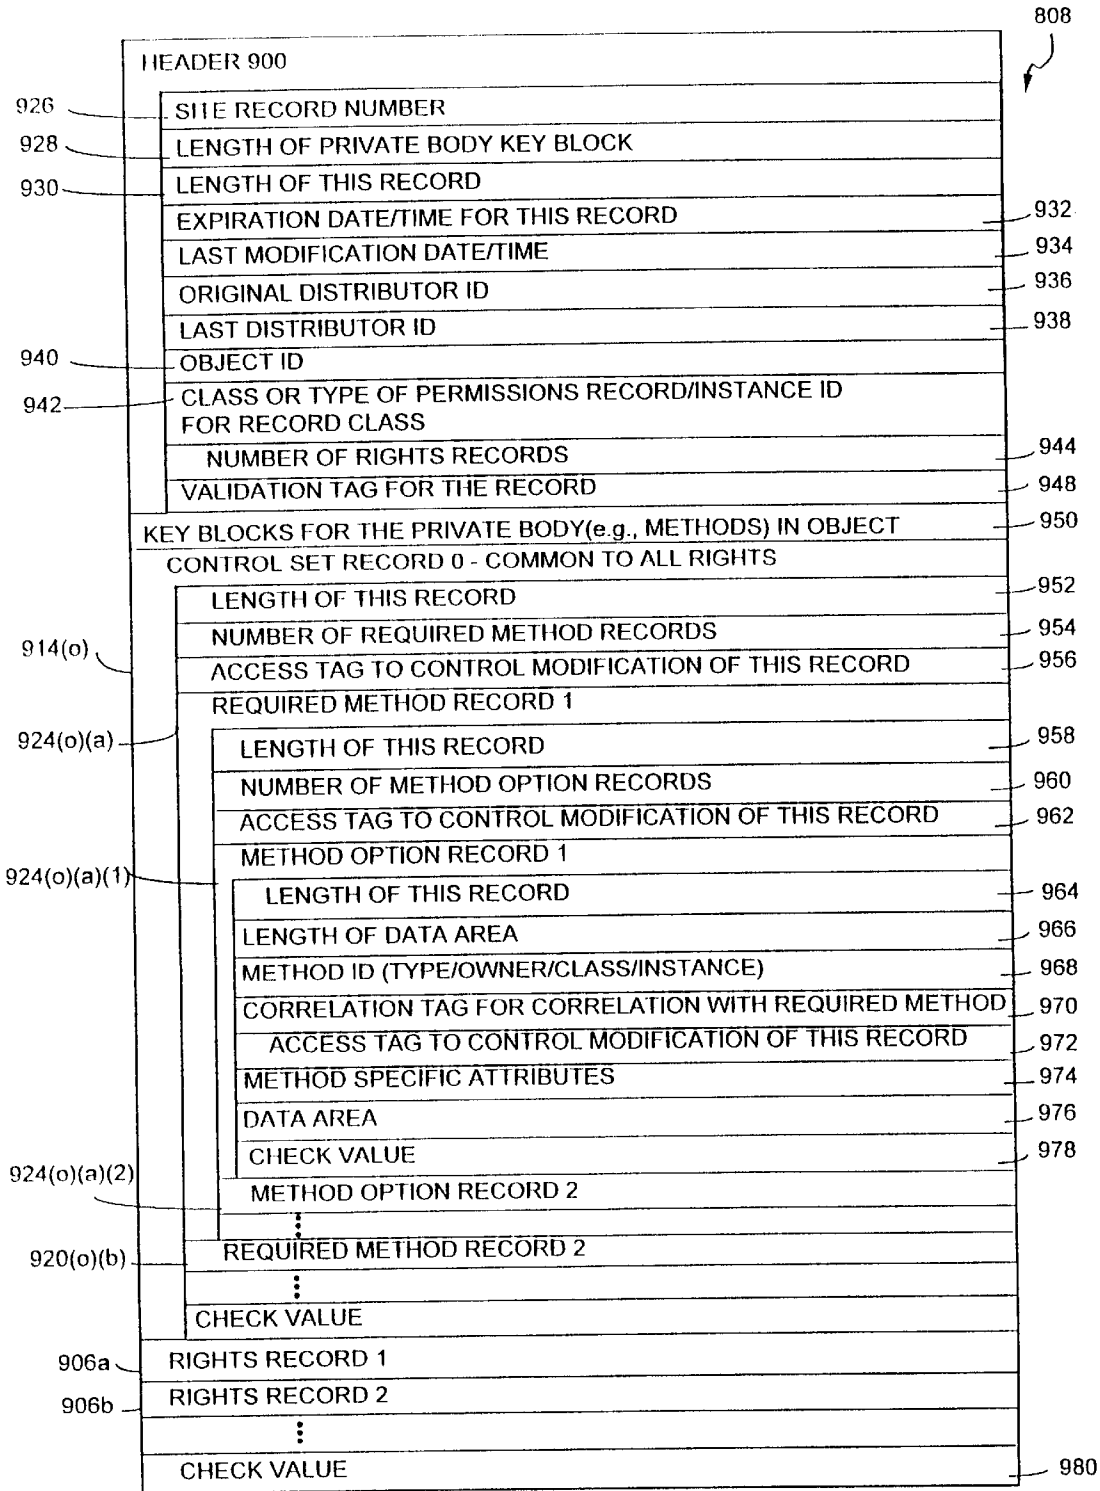 808
HEADER 900
926 SITE RECORD NUMBER
928 LENGTH OF PRIVATE BODY KEY BLOCK
930 LENGTH OF THIS RECORD
EXPIRATION DATE/TIME FOR THIS RECORD 932
LAST MODIFICATION DATE/TIME 934
ORIGINAL DISTRIBUTOR ID 936
LAST DISTRIBUTOR ID 938
940 OBJECT ID
942 CLASS OR TYPE OF PERMISSIONS RECORD/INSTANCE ID
FOR RECORD CLASS
NUMBER OF RIGHTS RECORDS 944
VALIDATION TAG FOR THE RECORD 948
KEY BLOCKS FOR THE PRIVATE BODY(e.g., METHODS) IN OBJECT 950
CONTROL SET RECORD 0 - COMMON TO ALL RIGHTS
LENGTH OF THIS RECORD 952
NUMBER OF REQUIRED METHOD RECORDS 954
914(o) ACCESS TAG TO CONTROL MODIFICATION OF THIS RECORD 956
REQUIRED METHOD RECORD 1
924(o)(a) LENGTH OF THIS RECORD 958
NUMBER OF METHOD OPTION RECORDS 960
ACCESS TAG TO CONTROL MODIFICATION OF THIS RECORD 962
METHOD OPTION RECORD 1
924(o)(a)(1) LENGTH OF THIS RECORD 964
LENGTH OF DATA AREA 966
METHOD ID (TYPE/OWNER/CLASS/INSTANCE) 968
CORRELATION TAG FOR CORRELATION WITH REQUIRED METHOD 970
ACCESS TAG TO CONTROL MODIFICATION OF THIS RECORD 972
METHOD SPECIFIC ATTRIBUTES 974
DATA AREA 976
CHECK VALUE 978
924(o)(a)(2) METHOD OPTION RECORD 2
920(o)(b) REQUIRED METHOD RECORD 2
CHECK VALUE
906a RIGHTS RECORD 1
906b RIGHTS RECORD 2
CHECK VALUE 980